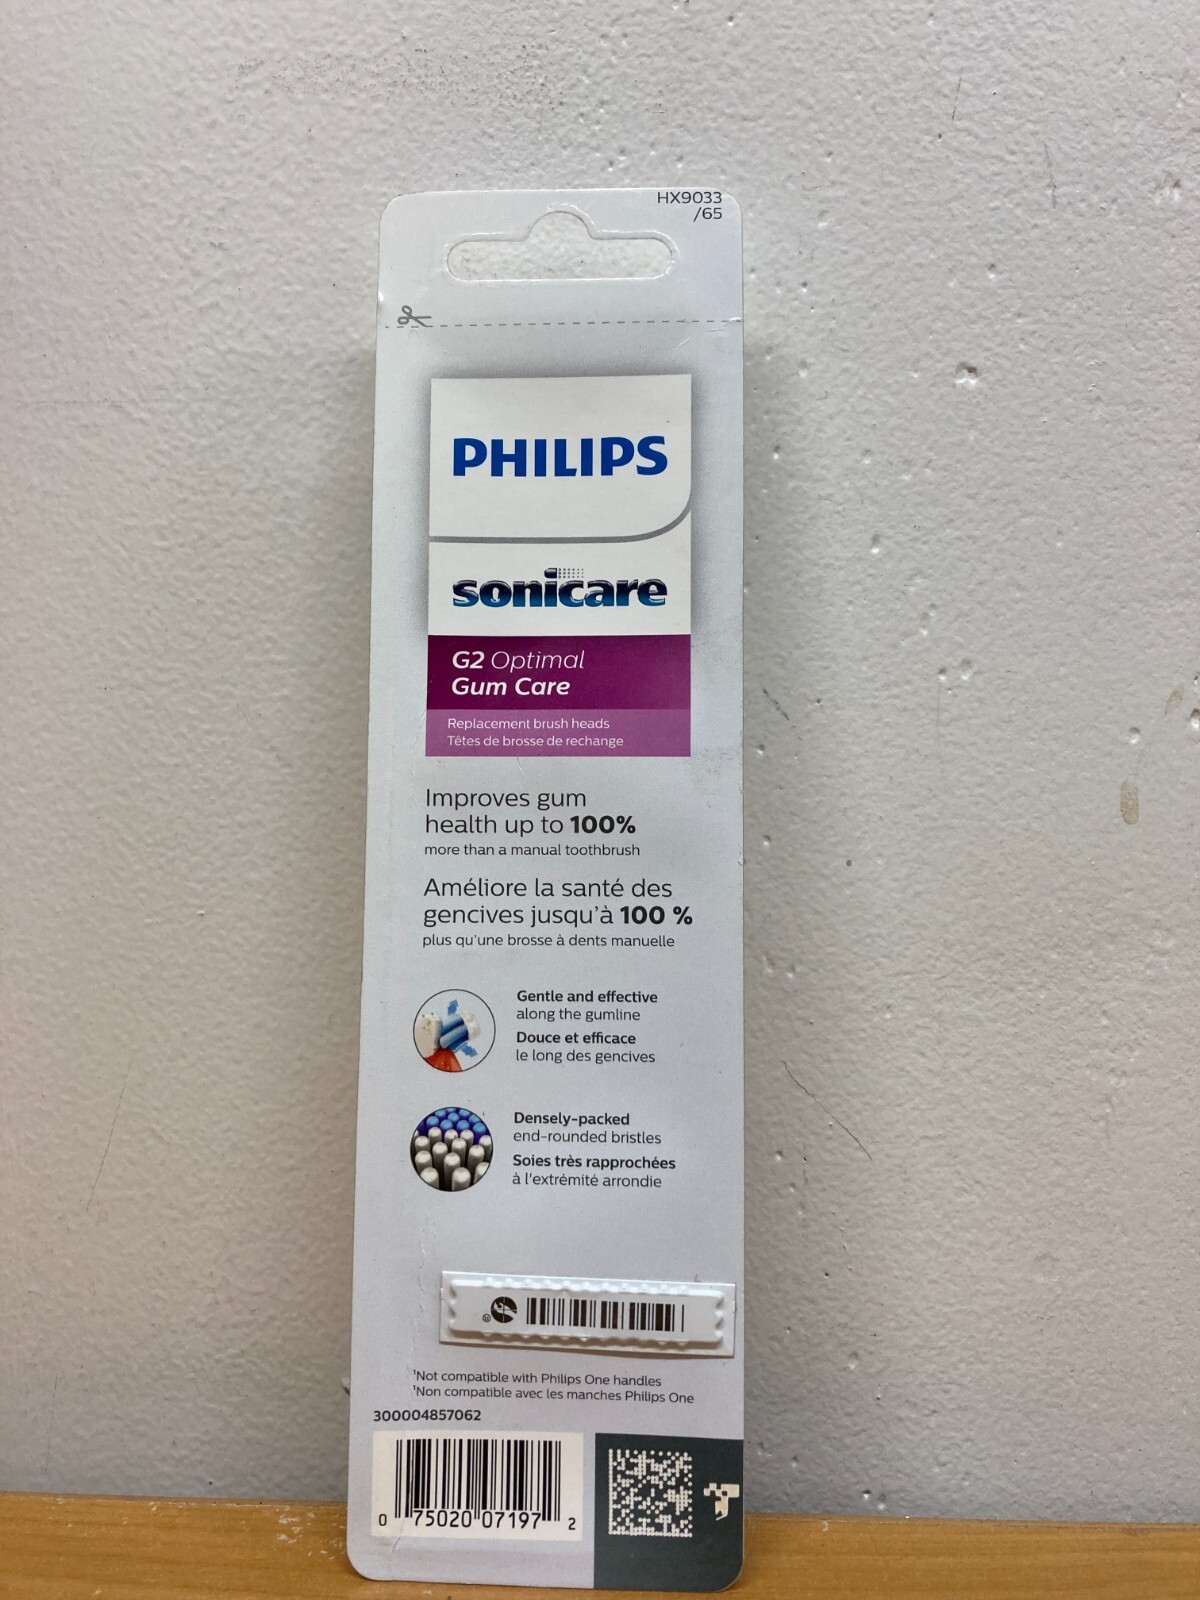 HX9033
/65
PHILIPS
sonicare
G2 Optimal
Gum Care
Replacement brush heads
Têtes de brosse de rechange
Improves gum
health up to 100%
more than a manual toothbrush
Améliore la santé des
gencives jusqu'à 100 %
plus qu'une brosse à dents manuelle
Gentle and effective
along the gumline
Douce et efficace
le long des gencives
Densely-packed
end-rounded bristles
Soies très rapprochées
à l'extrémité arrondie
¹Not compatible with Philips One handles
¹Non compatible avec les manches Philips One
300004857062
0 75020 07197 2